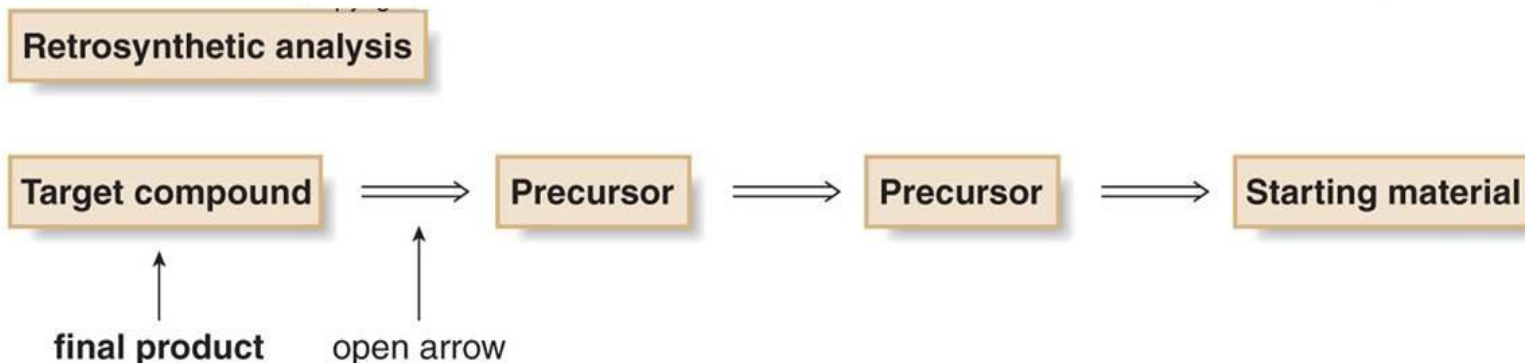 Retrosynthetic analysis
Target compound Precursor Precursor Starting material
final product open arrow